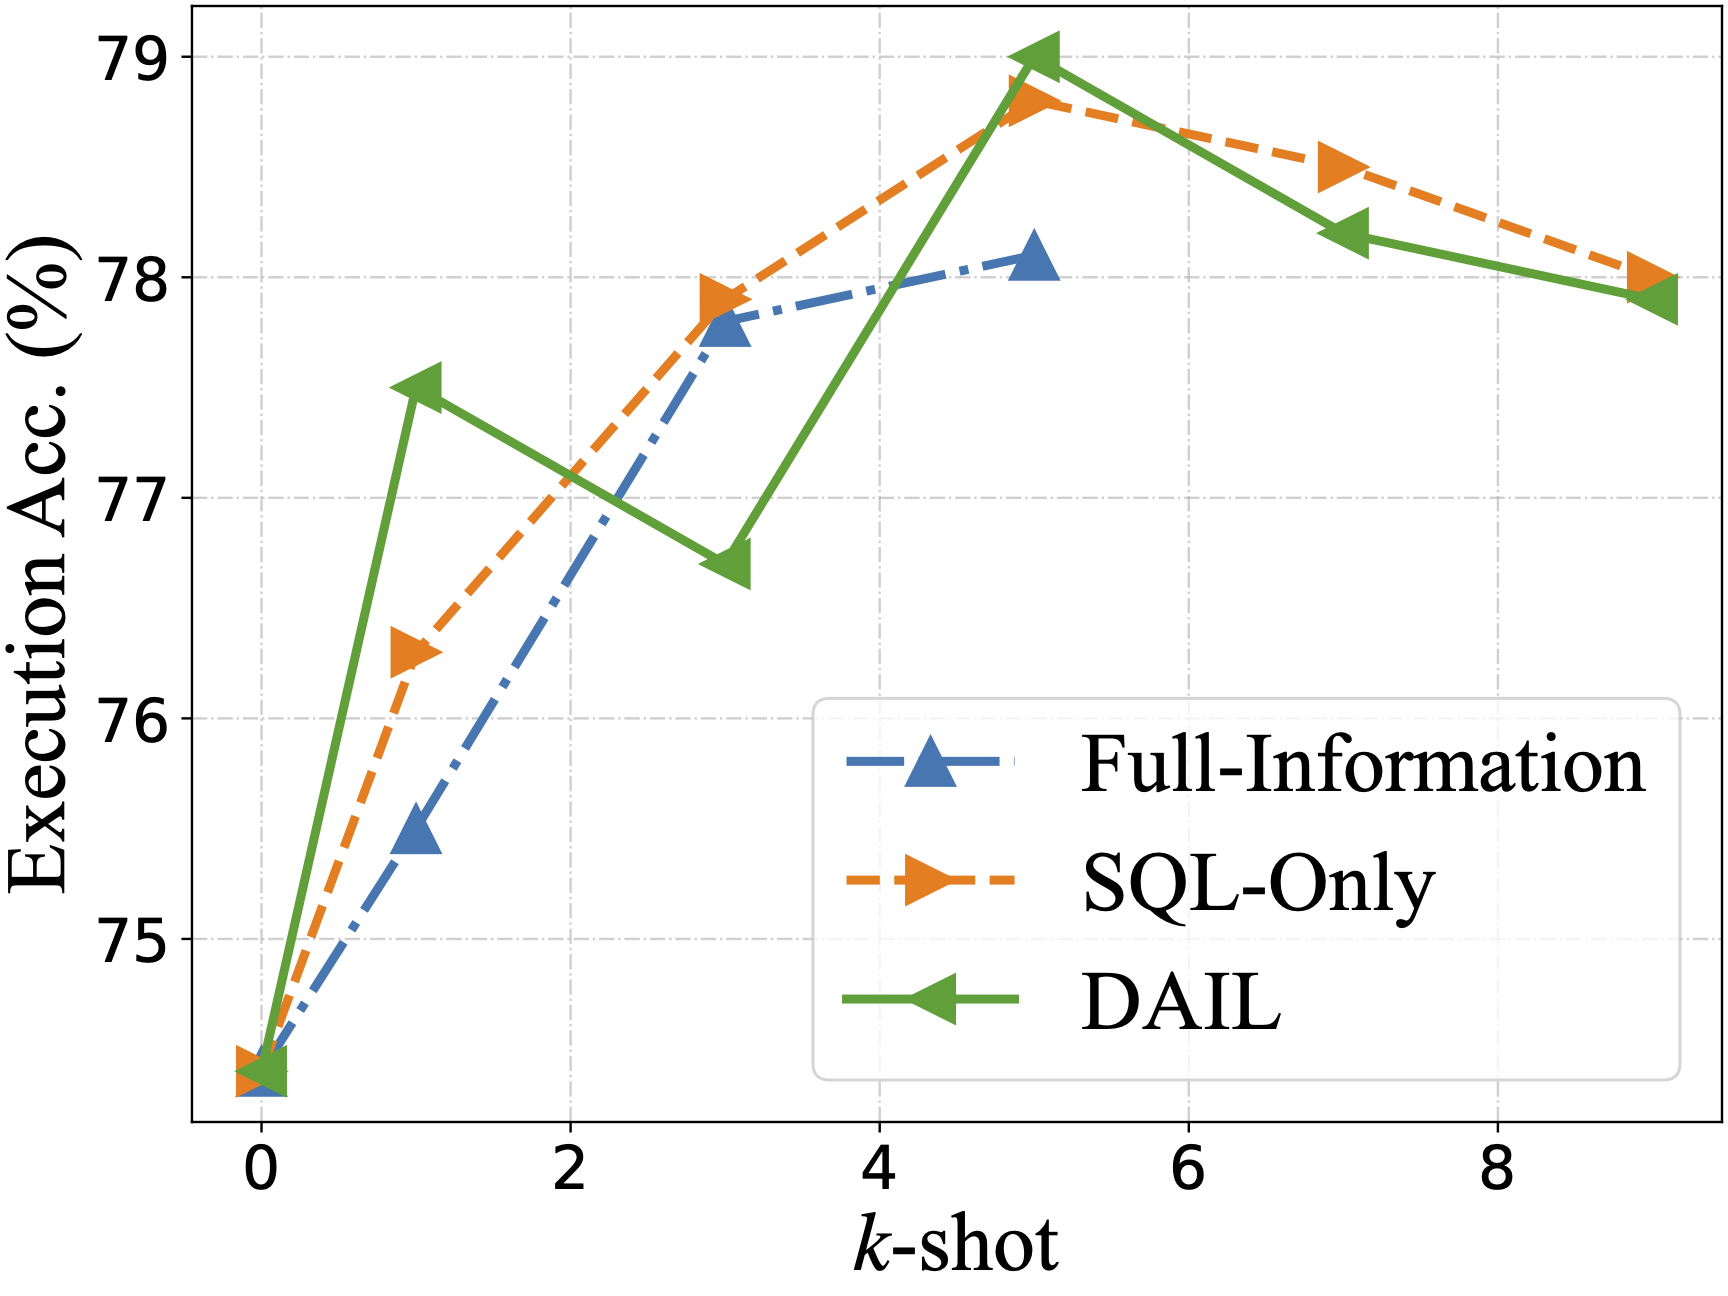 Execution Acc. (%)
79
78
77
76
75
Full-Information
SQL-Only
DAIL
0 2 4 6 8
k-shot